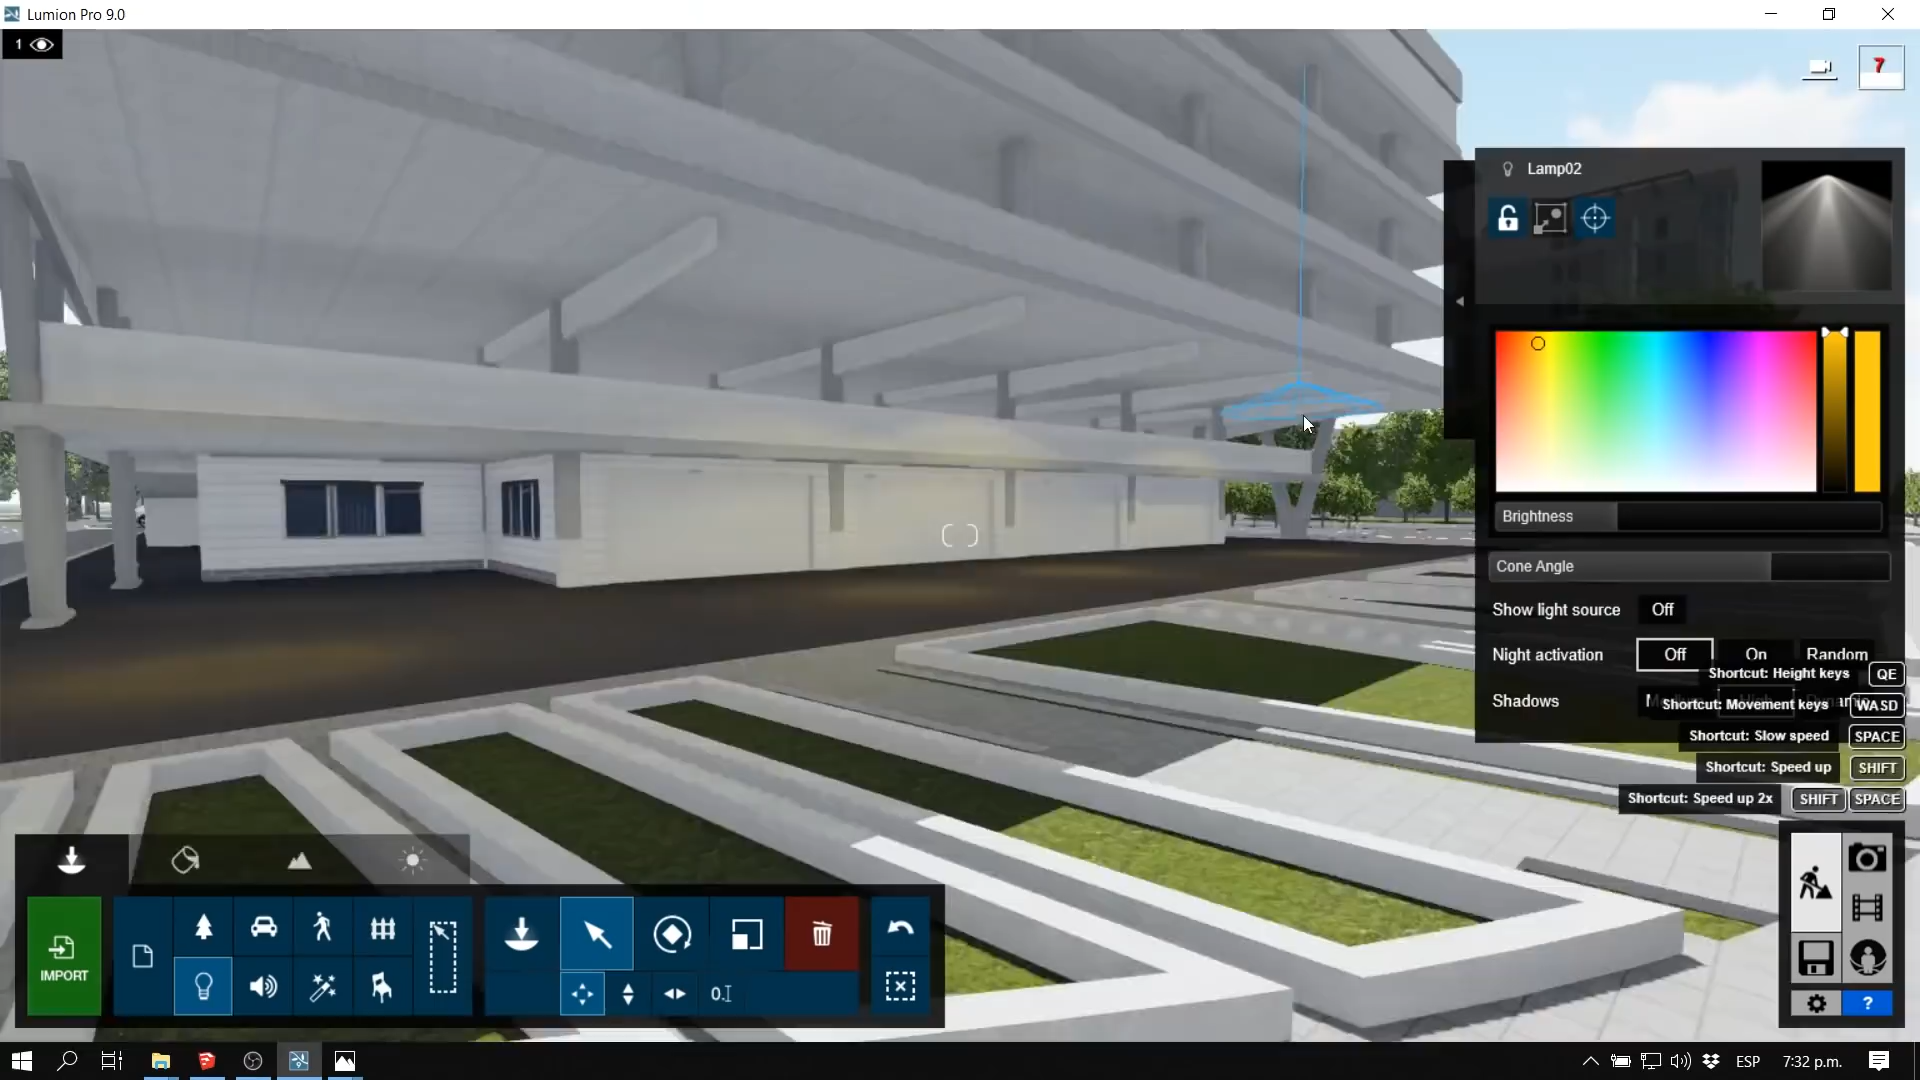 Lumion Pro 9.0
1
7
Lamp02
Brightness
Cone Angle
Show light source Off
Night activation Off On Random
Shortcut: Height keys QE
Shadows
Shortcut: Movement keys WASD
Shortcut: Slow speed SPACE
Shortcut: Speed up SHIFT
Shortcut: Speed up 2x SHIFT SPACE
IMPORT
?
ESP 7:32 p.m.